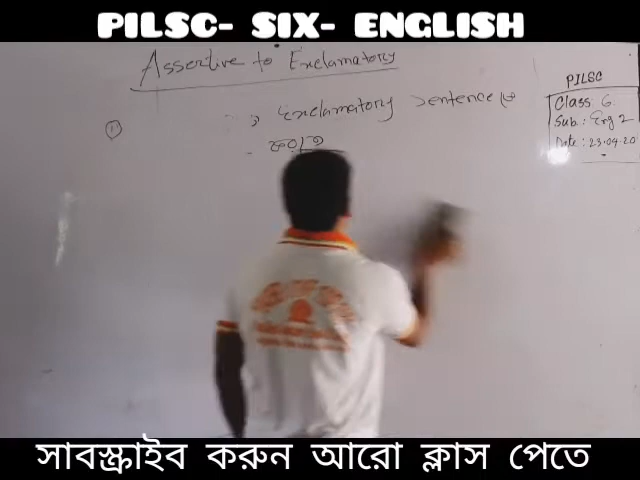 PILSC- SIX- ENGLISH
Assertive to Exclamatory
PILSC
Class 6
Sub: Eng 2
Date: 23.04.20
① Exclamatory Sentence
সাবস্ক্রাইব করুন আরো ক্লাস পেতে